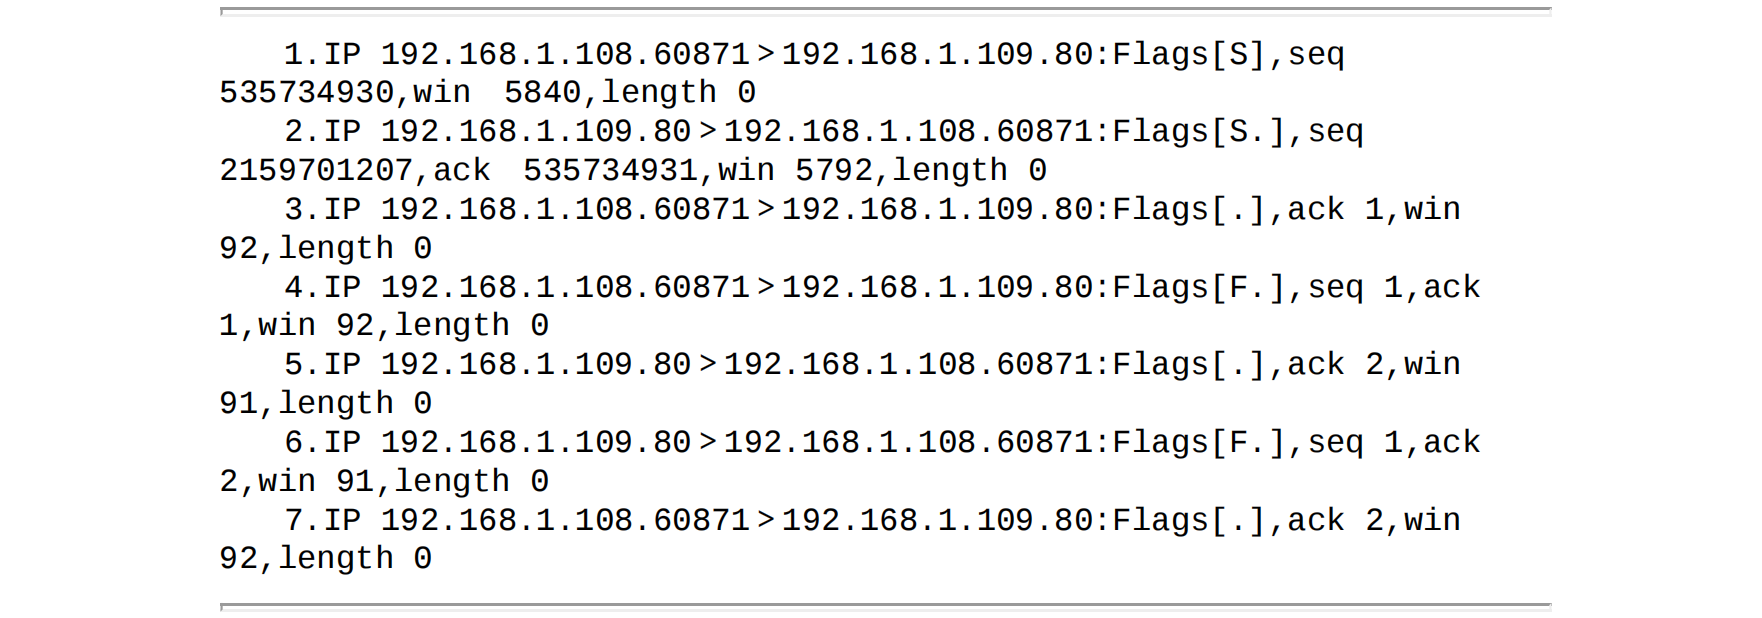 1.IP 192.168.1.108.60871>192.168.1.109.80:Flags[S],seq
535734930,win 5840,length 0
2.IP 192.168.1.109.80>192.168.1.108.60871:Flags[S.],seq
2159701207,ack 535734931,win 5792,length 0
3.IP 192.168.1.108.60871>192.168.1.109.80:Flags[.],ack 1,win
92,length 0
4.IP 192.168.1.108.60871>192.168.1.109.80:Flags[F.],seq 1,ack
1,win 92,length 0
5.IP 192.168.1.109.80>192.168.1.108.60871:Flags[.],ack 2,win
91,length 0
6.IP 192.168.1.109.80>192.168.1.108.60871:Flags[F.],seq 1,ack
2,win 91,length 0
7.IP 192.168.1.108.60871>192.168.1.109.80:Flags[.],ack 2,win
92,length 0